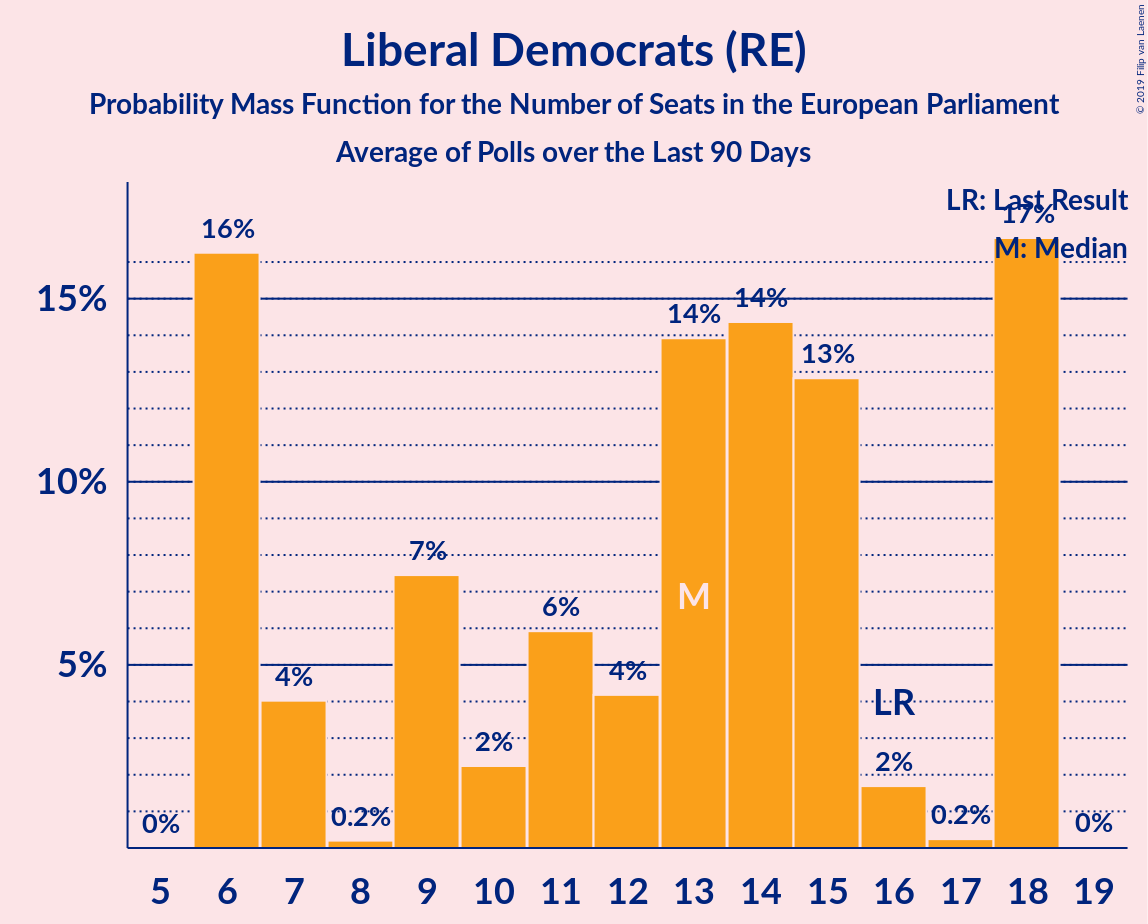 Liberal Democrats (RE)
Probability Mass Function for the Number of Seats in the European Parliament
Average of Polls over the Last 90 Days
© 2019 Filip van Laenen
LR: Last Result
M: Median
15%
10%
5%
0%
16%
4%
0.2%
7%
2%
6%
4%
14%
14%
13%
2%
0.2%
17%
0%
M
LR
5 6 7 8 9 10 11 12 13 14 15 16 17 18 19